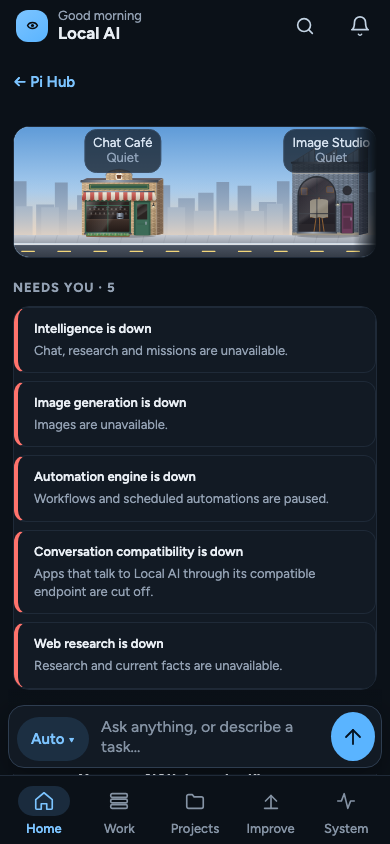 Good morning
Local AI
← Pi Hub
Chat Café
Quiet
Image Studio
Quiet
NEEDS YOU · 5
Intelligence is down
Chat, research and missions are unavailable.
Image generation is down
Images are unavailable.
Automation engine is down
Workflows and scheduled automations are paused.
Conversation compatibility is down
Apps that talk to Local AI through its compatible
endpoint are cut off.
Web research is down
Research and current facts are unavailable.
Auto ▾
Ask anything, or describe a
task…
Home
Work
Projects
Improve
System